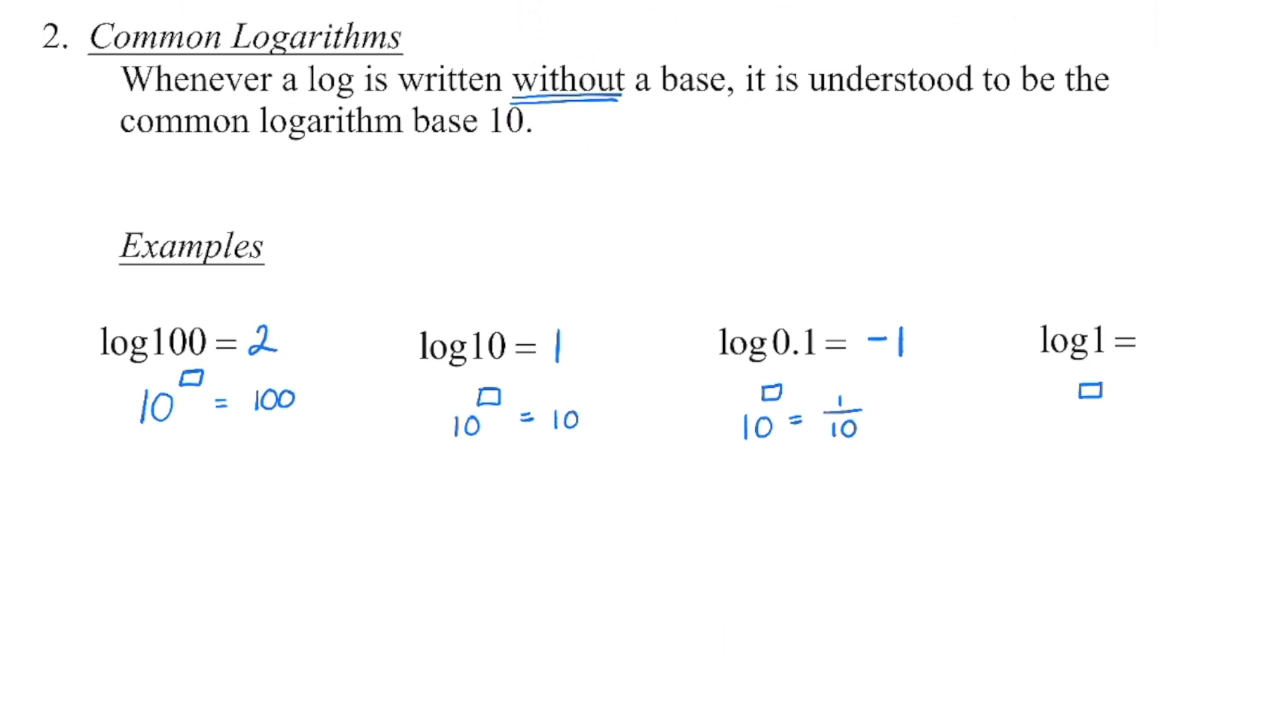 2. Common Logarithms
Whenever a log is written without a base, it is understood to be the
common logarithm base 10.
Examples
log100 = 2
10^□ = 100
log10 = 1
10^□ = 10
log0.1 = -1
10^□ = 1/10
log1 =
□